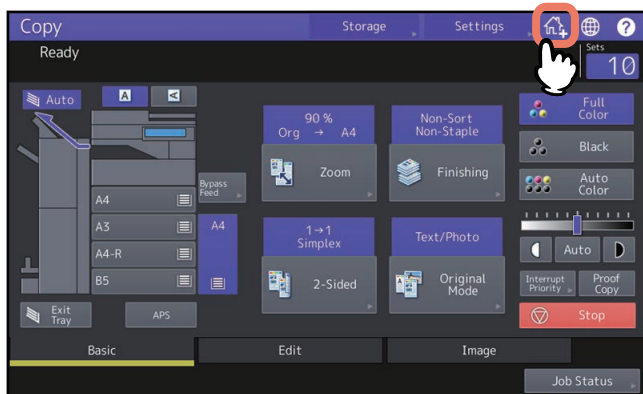 Copy
Storage
Settings
?
Ready
Sets
10
Auto
A
A
90 %
Org → A4
Zoom
Non-Sort
Non-Staple
Finishing
Full
Color
Black
Auto
Color
Bypass
Feed
A4
A3
A4-R
B5
A4
1→1
Simplex
2-Sided
Text/Photo
Original
Mode
Auto
Interrupt
Priority
Proof
Copy
Exit
Tray
APS
Stop
Basic
Edit
Image
Job Status